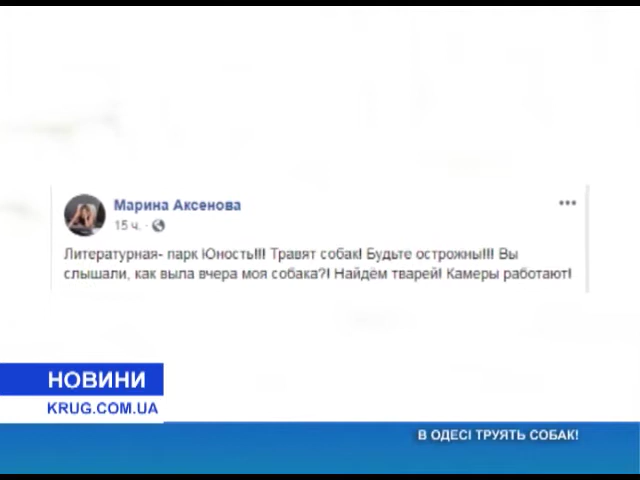 Марина Аксенова
15 ч.
Литературная- парк Юность!!! Травят собак! Будьте острожны!!! Вы
слышали, как выла вчера моя собака?! Найдём тварей! Камеры работают!
НОВИНИ
KRUG.COM.UA
В ОДЕСІ ТРУЯТЬ СОБАК!